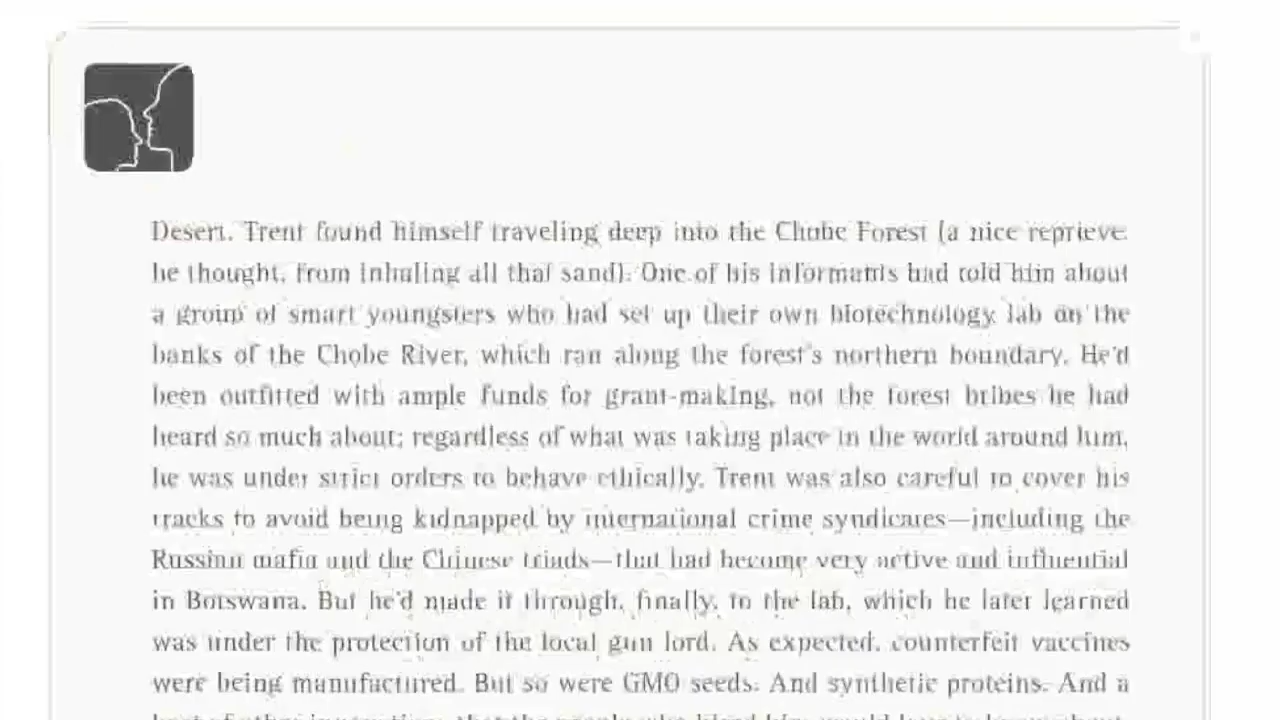 Desert. Trent found himself traveling deep into the Chobe Forest (a nice reprieve,
he thought, from inhaling all that sand). One of his informants had told him about
a group of smart youngsters who had set up their own biotechnology lab on the
banks of the Chobe River, which ran along the forest's northern boundary. He'd
been outfitted with ample funds for grant-making, not the forest bribes he had
heard so much about; regardless of what was taking place in the world around him,
he was under strict orders to behave ethically. Trent was also careful to cover his
tracks to avoid being kidnapped by international crime syndicates—including the
Russian mafia and the Chinese triads—that had become very active and influential
in Botswana. But he'd made it through, finally, to the lab, which he later learned
was under the protection of the local gun lord. As expected, counterfeit vaccines
were being manufactured. But so were GMO seeds. And synthetic proteins. And a